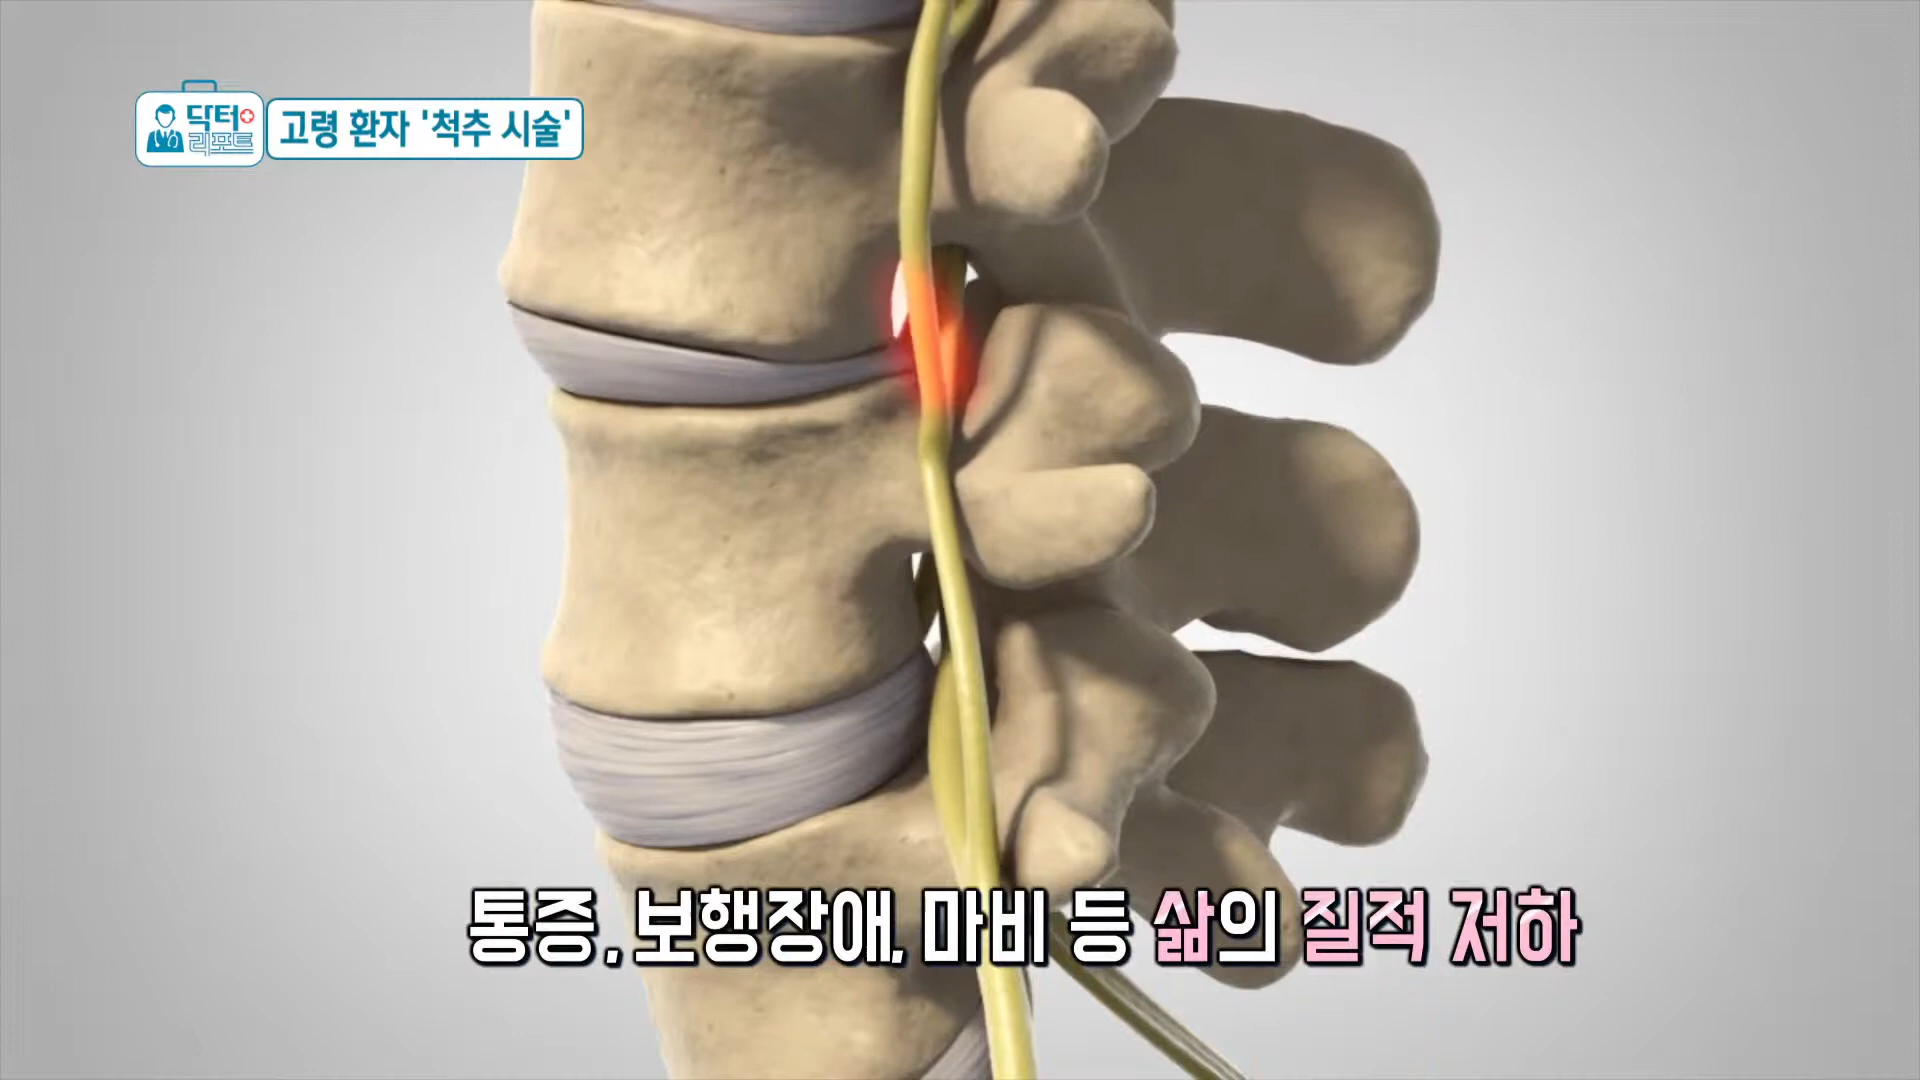 닥터
리포트
고령 환자 '척추 시술'
통증, 보행장애, 마비 등 삶의 질적 저하